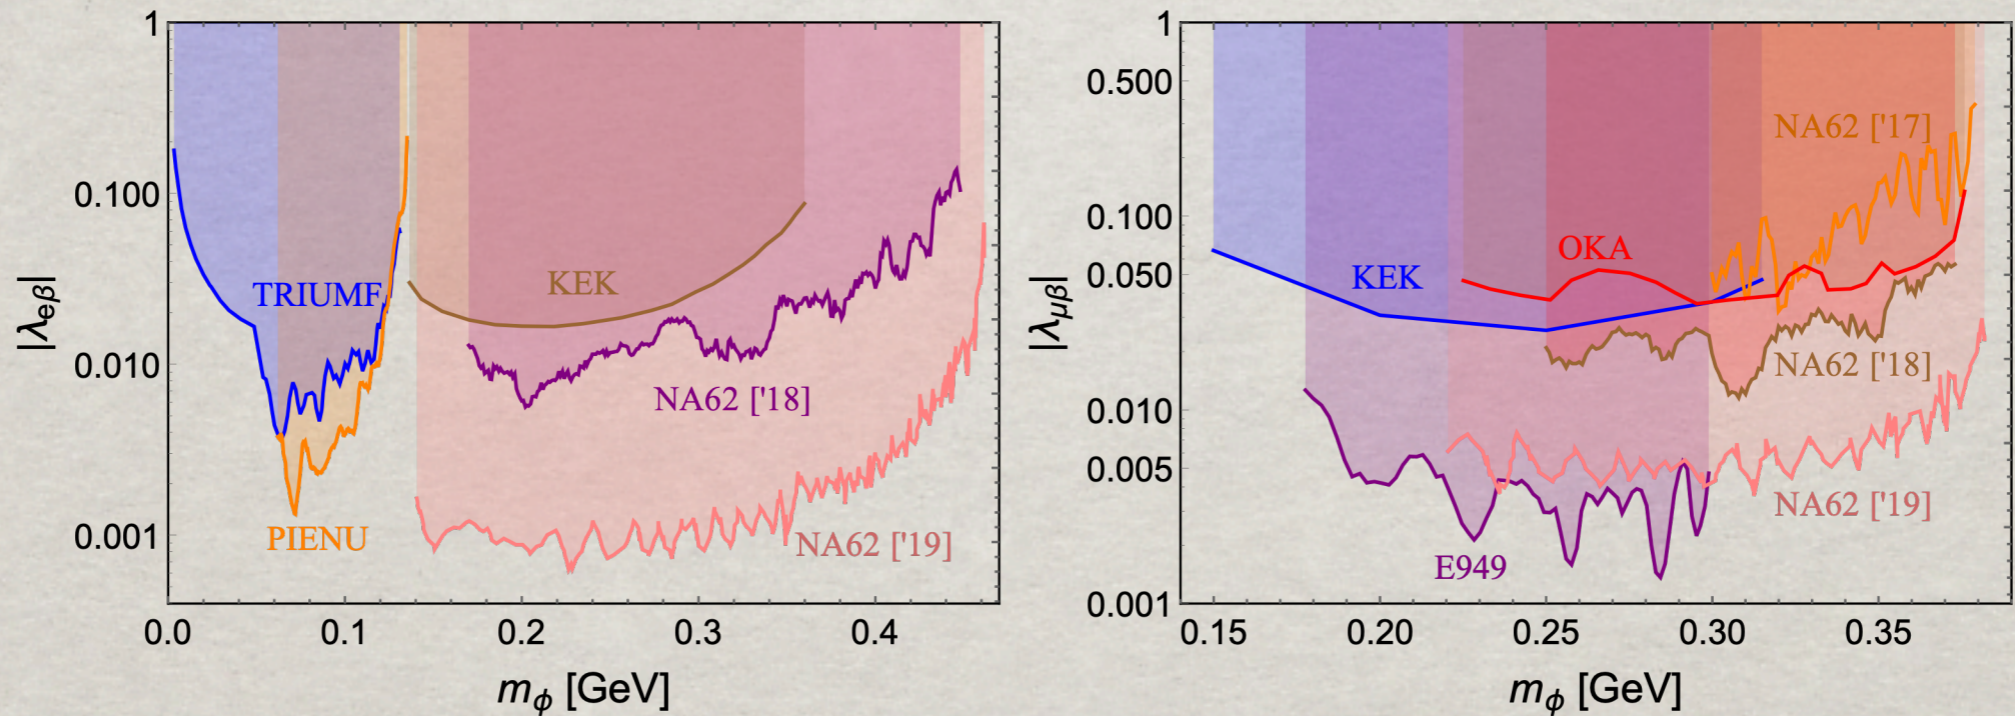 1
0.100
0.010
0.001
|λeβ|
TRIUMF
PIENU
KEK
NA62 ['18]
NA62 ['19]
0.0 0.1 0.2 0.3 0.4
mϕ [GeV]
1
0.500
0.100
0.050
0.010
0.005
0.001
|λμβ|
NA62 ['17]
OKA
KEK
NA62 ['18]
NA62 ['19]
E949
0.15 0.20 0.25 0.30 0.35
mϕ [GeV]